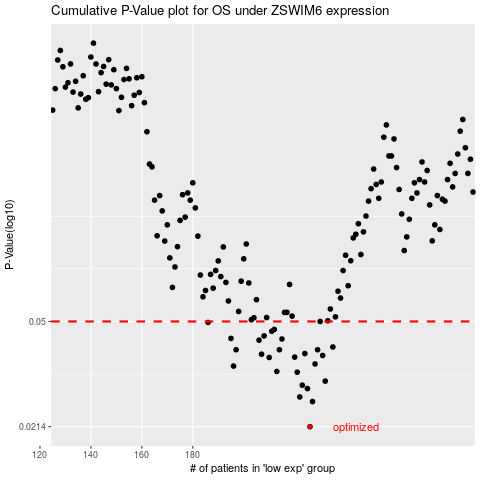 Cumulative P-Value plot for OS under ZSWIM6 expression
P-Value(log10)
0.05
0.0214
optimized
120 140 160 180
# of patients in 'low exp' group